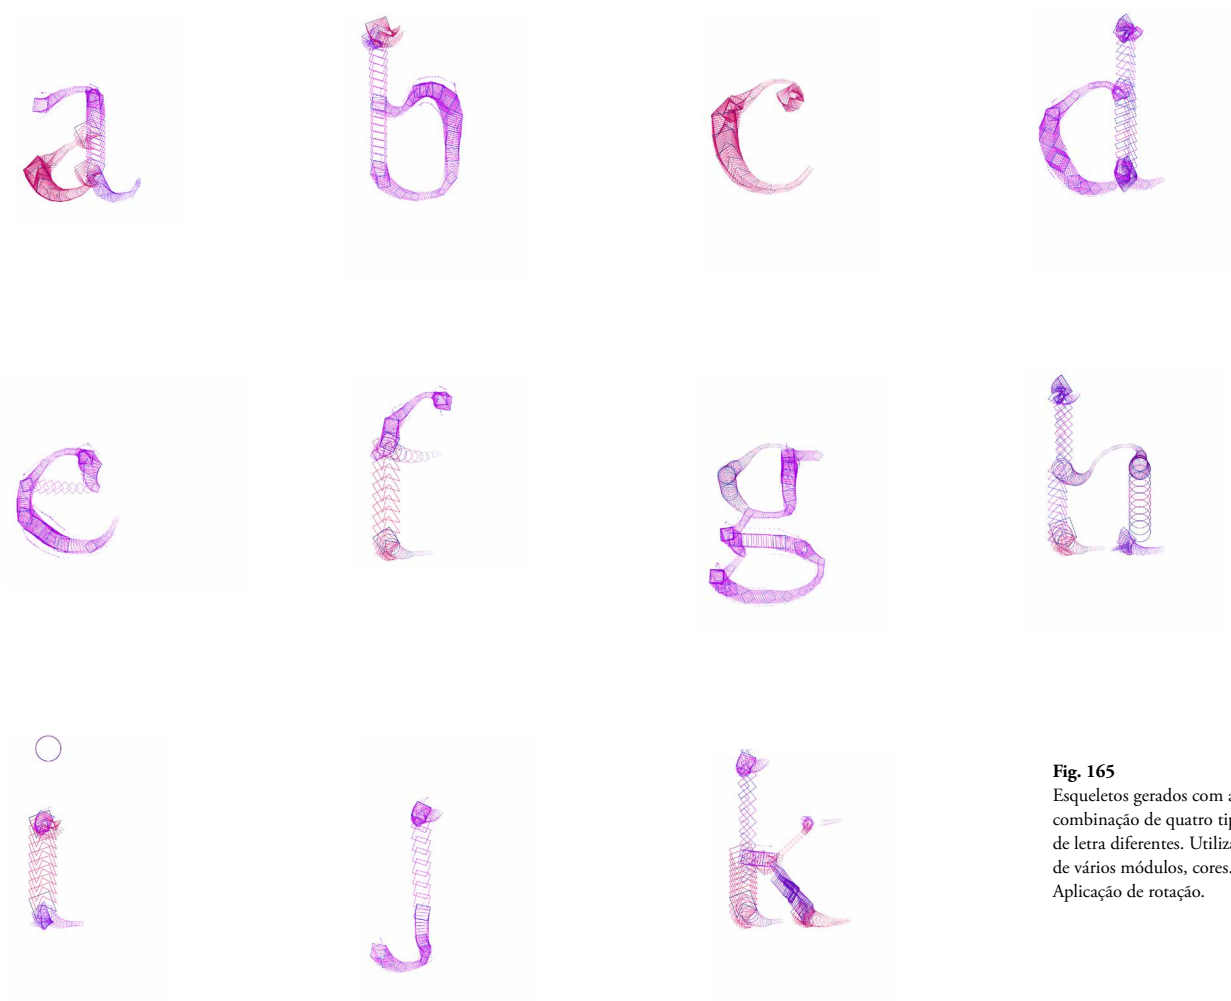 a b c d
e f g h
i j k
Fig. 165
Esqueletos gerados com a
combinação de quatro
de letra diferentes.
de vários módulos, cores.
Aplicação de rotação.